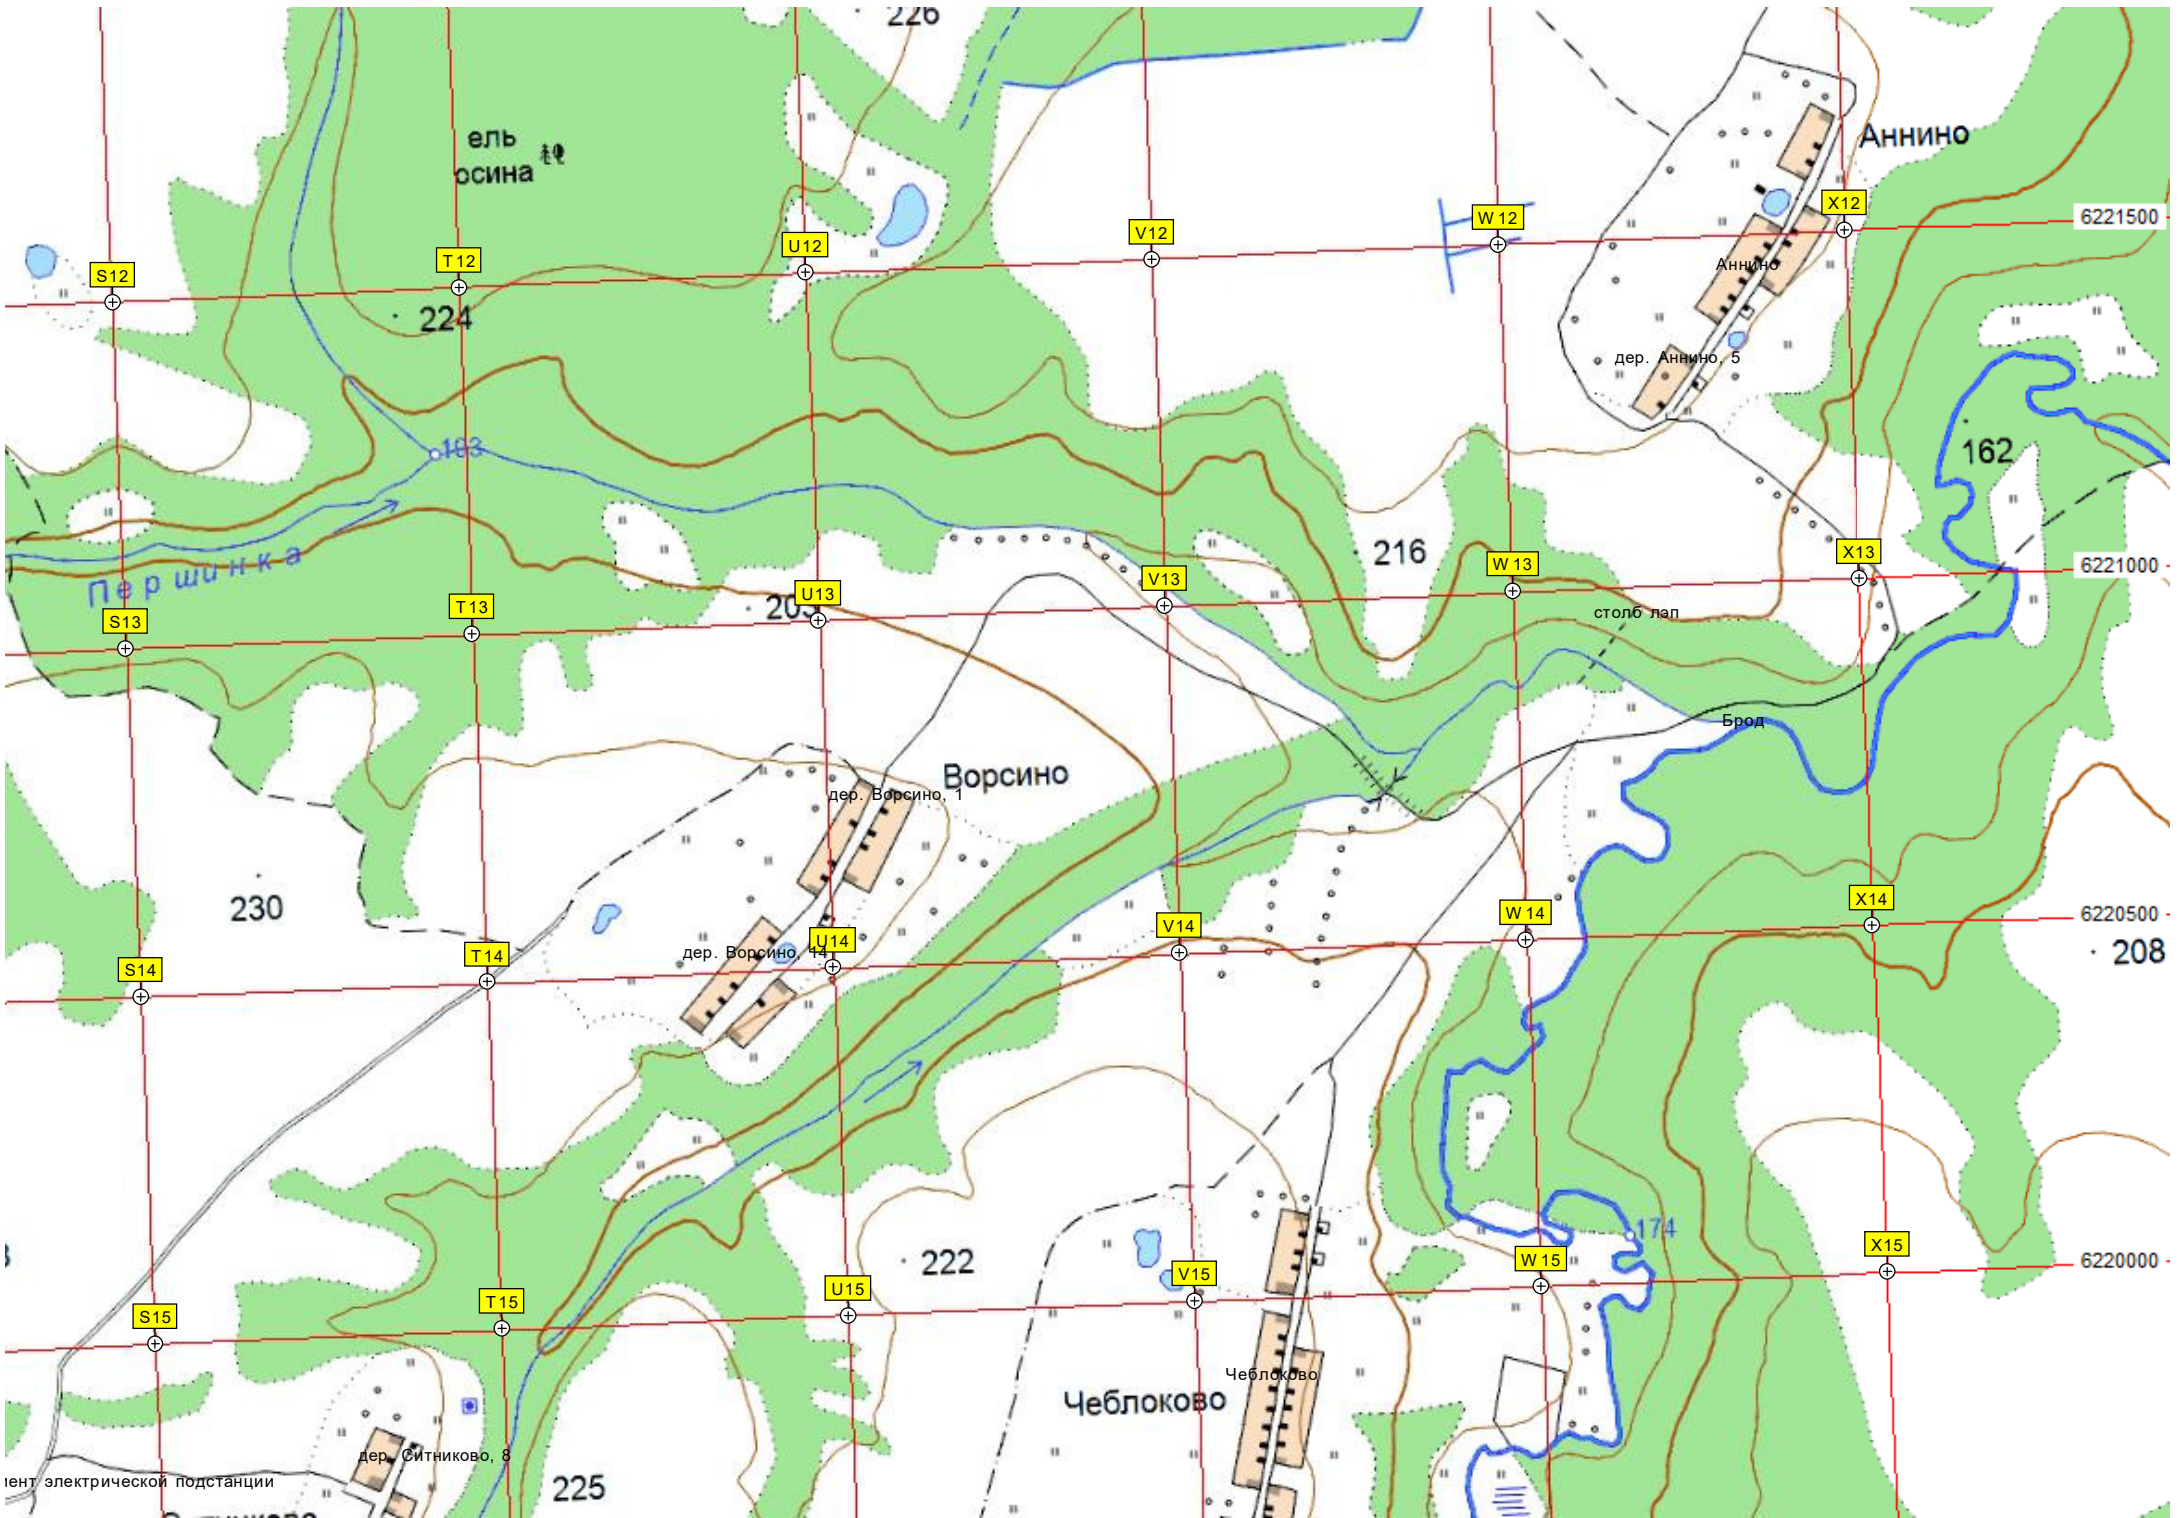 226
ель
осина
Аннино
X12
6221500
W12
V12
U12
T12
S12
Аннино
224
дер. Аннино, 5
183
162
216
X13
6221000
W13
V13
U13
203
T13
S13
Першинка
столб лэп
Брод
Ворсино
дер. Ворсино, 1
230
X14
6220500
W14
V14
U14
T14
S14
дер. Ворсино, 14
208
174
222
X15
6220000
W15
V15
U15
T15
S15
Чеблоково
Чеблоково
дер. Ситниково, 8
электрической подстанции
225